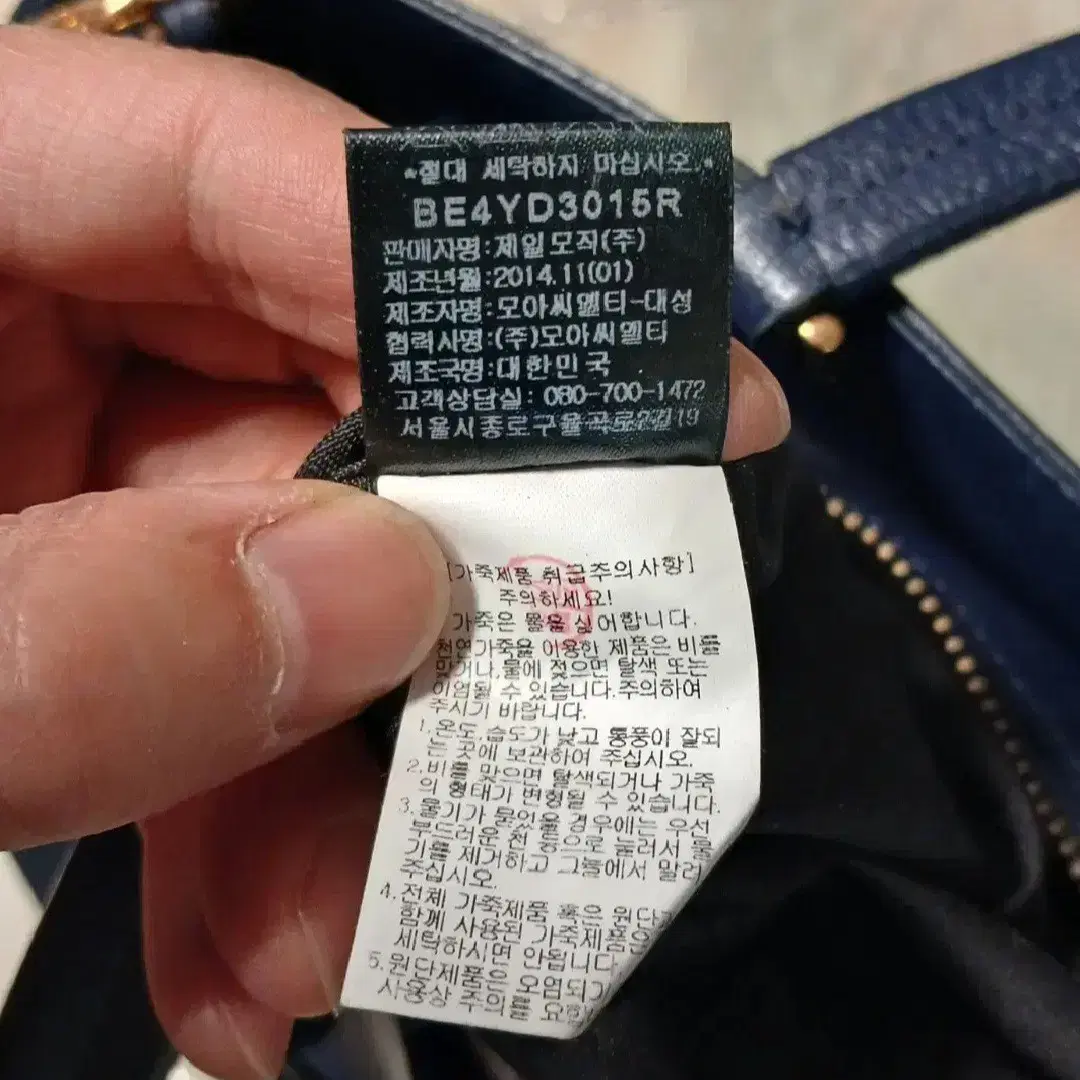 *절대 세탁하지 마십시오.*
BE4YD3015R
판매자명:제일모직(주)
제조년월:2014.11(01)
제조자명:모아씨엘티-대성
협력사명:(주)모아씨엘티
제조국명:대한민국
고객상담실: 080-700-1472
서울시종로구율곡로2길19
[가죽제품 취급주의사항]
주의하세요!
가죽은 물을 싫어합니다.
천연가죽을 이용한 제품은 비를
맞거나,물에 젖으면 탈색 또는
이염될 수 있습니다.주의하여
주시기 바랍니다.
1.온도 습도가 낮고 통풍이 잘되
는곳에 보관하여 주십시오.
2.비를 맞으면 탈색되거나 가죽
의 형태가 변형될 수 있습니다.
3.물기가 묻었을 경우에는 우선
부드러운 천 등으로 눌러서 물
기를 제거하고 그늘에서 말려
주십시오.
4.전체 가죽제품 혹은 원단과
함께 사용된 가죽제품은
세탁하시면 안됩니다.
5.원단제품은 오염되기
사용상 주의를